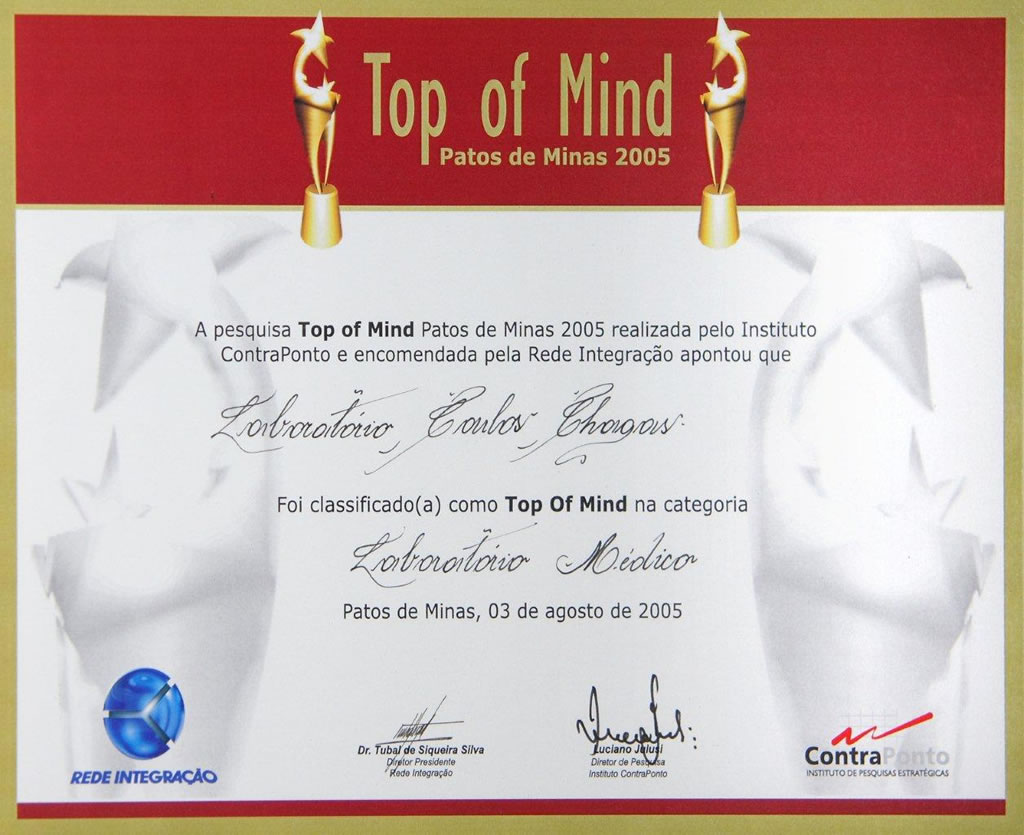 Top of Mind
Patos de Minas 2005
A pesquisa Top of Mind Patos de Minas 2005 realizada pelo Instituto
ContraPonto e encomendada pela Rede Integração apontou que
Laboratório Carlos Chagas
Foi classificado(a) como Top Of Mind na categoria
Laboratório Médico
Patos de Minas, 03 de agosto de 2005
REDE INTEGRAÇÃO
Dr. Tubal de Siqueira Silva
Diretor Presidente
Rede Integração
Luciano
Diretor de Pesquisa
Instituto ContraPonto
ContraPonto
INSTITUTO DE PESQUISAS ESTRATÉGICAS